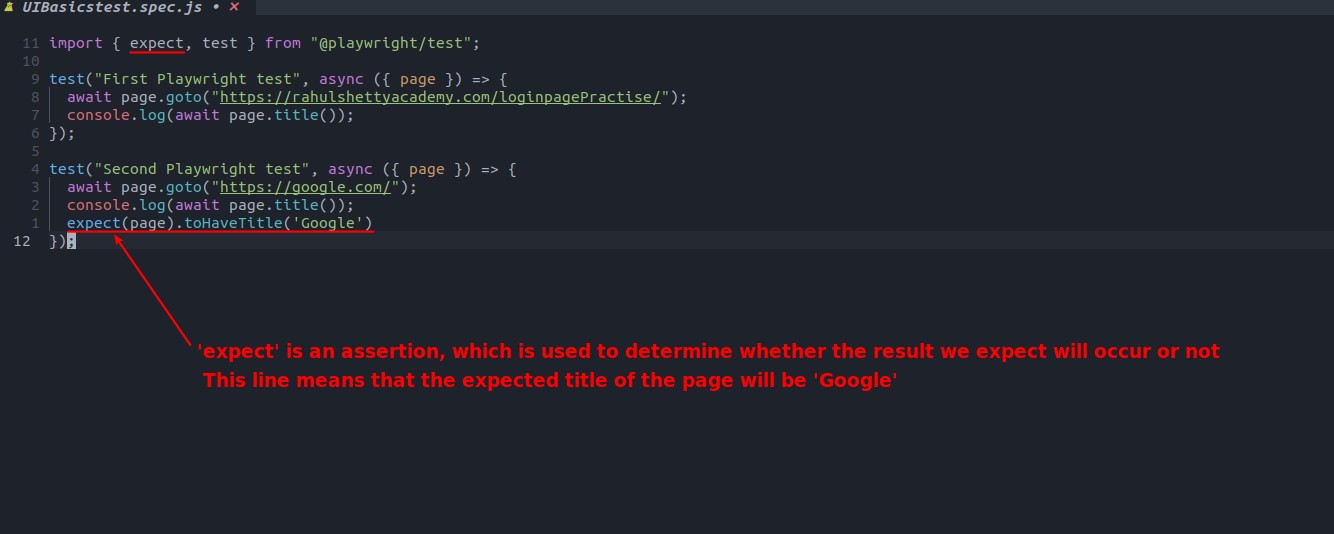 UIBasicstest.spec.js • ✕
11 import { expect, test } from "@playwright/test";
10
9 test("First Playwright test", async ({ page }) => {
8 await page.goto("https://rahulshettyacademy.com/loginpagePractise/");
7 console.log(await page.title());
6 });
5
4 test("Second Playwright test", async ({ page }) => {
3 await page.goto("https://google.com/");
2 console.log(await page.title());
1 expect(page).toHaveTitle('Google')
12 });
'expect' is an assertion, which is used to determine whether the result we expect will occur or not
This line means that the expected title of the page will be 'Google'